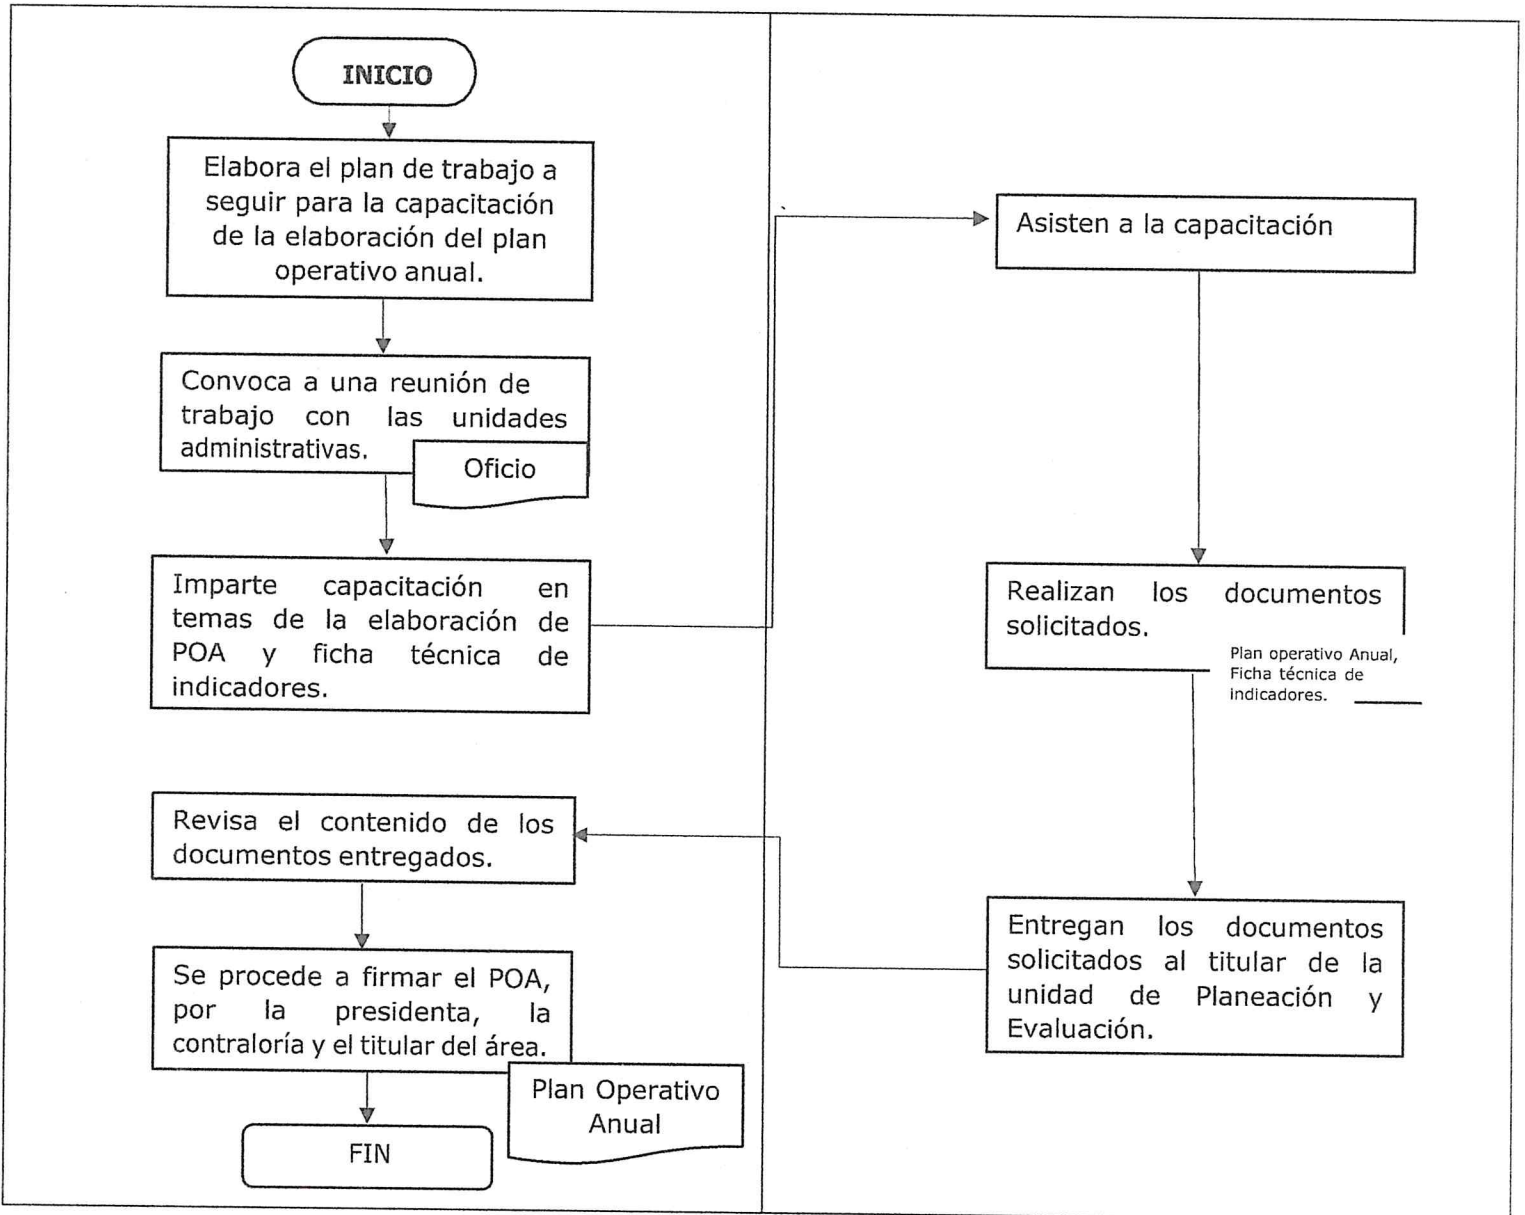 INICIO
Elabora el plan de trabajo a
seguir para la capacitación
de la elaboración del plan
operativo anual.
Convoca a una reunión de
trabajo con las unidades
administrativas.
Oficio
Imparte capacitación en
temas de la elaboración de
POA y ficha técnica de
indicadores.
Asisten a la capacitación
Realizan los documentos
solicitados.
Plan operativo Anual,
Ficha técnica de
indicadores.
Entregan los documentos
solicitados al titular de la
unidad de Planeación y
Evaluación.
Revisa el contenido de los
documentos entregados.
Se procede a firmar el POA,
por la presidenta, la
contraloría y el titular del área.
Plan Operativo
Anual
FIN